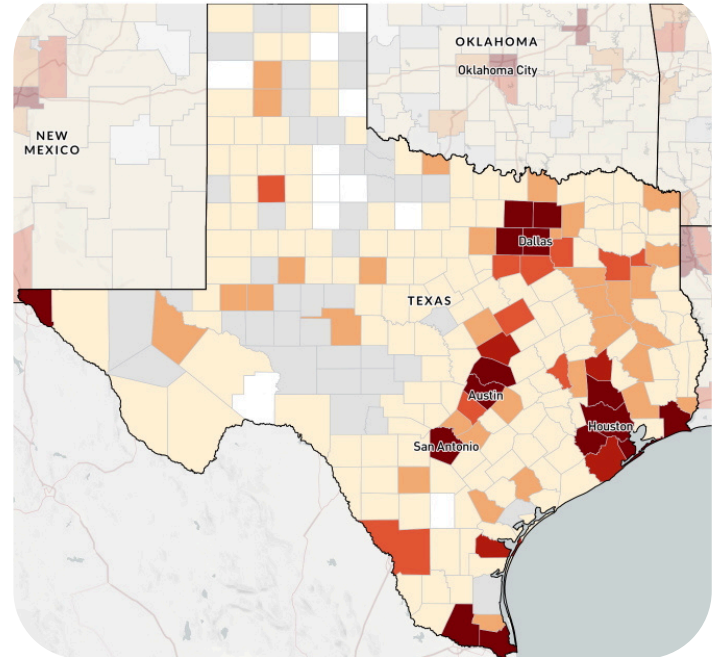 OKLAHOMA
Oklahoma City
NEW
MEXICO
Dallas
TEXAS
Austin
Houston
San Antonio